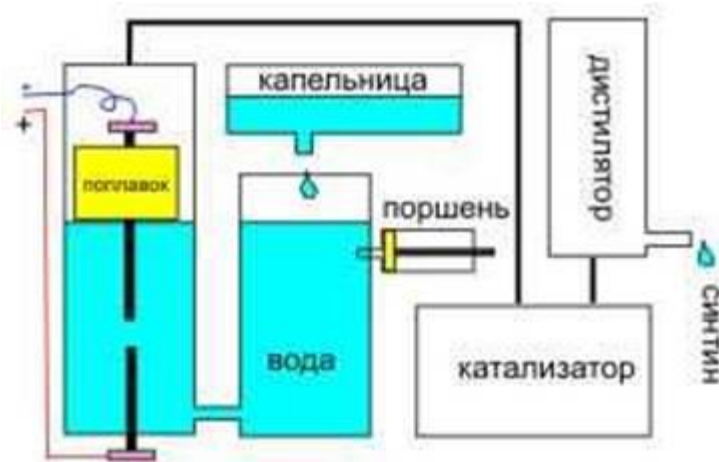 -
+
поплавок
капельница
поршень
вода
дистилятор
катализатор
синтин